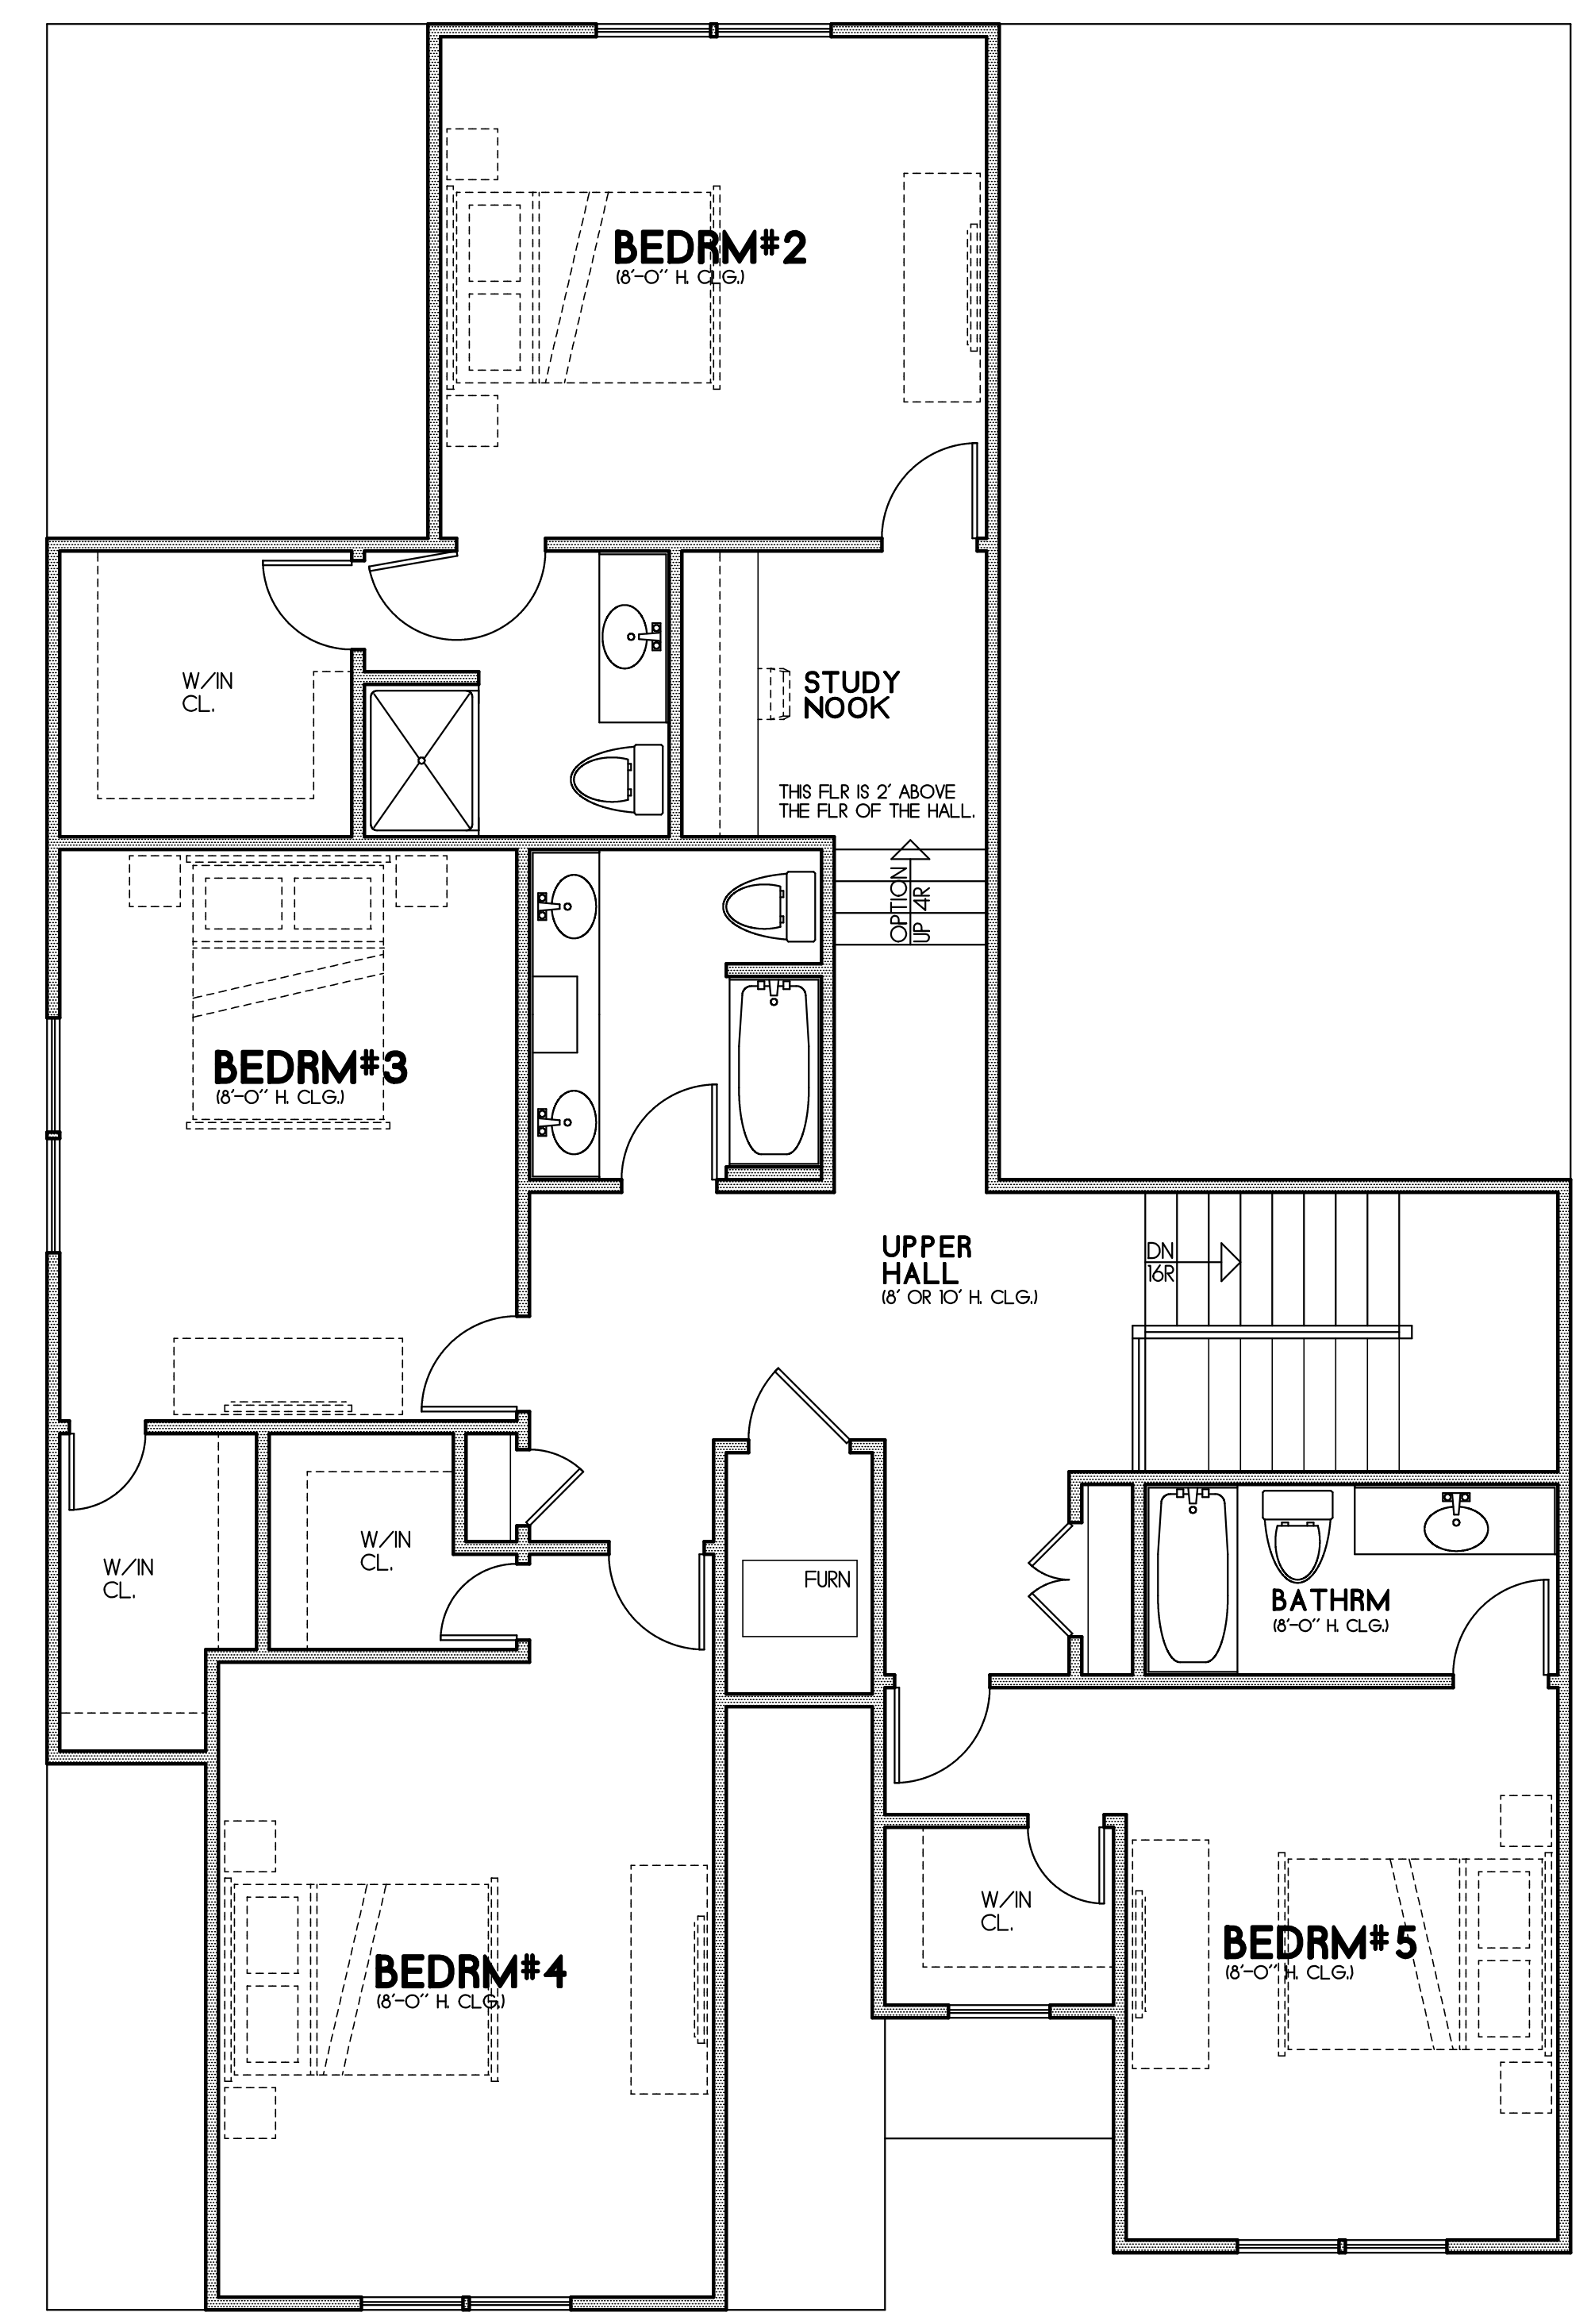 BEDRM#2
(8'-0" H. CLG.)
W/IN
CL.
STUDY
NOOK
THIS FLR IS 2' ABOVE
THE FLR OF THE HALL.
OPTION
UP 4R
BEDRM#3
(8'-0" H. CLG.)
UPPER
HALL
(8' OR 10' H. CLG.)
DN
16R
W/IN
CL.
W/IN
CL.
FURN
BATHRM
(8'-0" H. CLG.)
W/IN
CL.
BEDRM#5
(8'-0" H. CLG.)
BEDRM#4
(8'-0" H. CLG.)